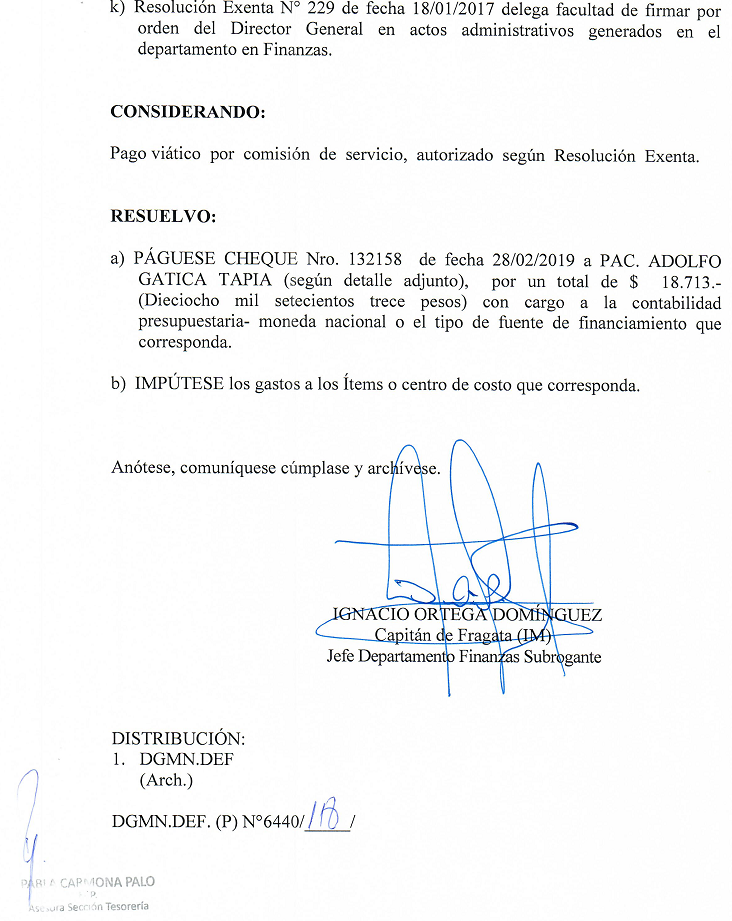 k) Resolución Exenta N° 229 de fecha 18/01/2017 delega facultad de firmar por
orden del Director General en actos administrativos generados en el
departamento en Finanzas.
CONSIDERANDO:
Pago viático por comisión de servicio, autorizado según Resolución Exenta.
RESUELVO:
a) PÁGUESE CHEQUE Nro. 132158 de fecha 28/02/2019 a PAC. ADOLFO
GATICA TAPIA (según detalle adjunto), por un total de $ 18.713.-
(Dieciocho mil setecientos trece pesos) con cargo a la contabilidad
presupuestaria- moneda nacional o el tipo de fuente de financiamiento que
corresponda.
b) IMPÚTESE los gastos a los Ítems o centro de costo que corresponda.
Anótese, comuníquese cúmplase y archívese.
IGNACIO ORTEGA DOMÍNGUEZ
Capitán de Fragata (IM)
Jefe Departamento Finanzas Subrogante
DISTRIBUCIÓN:
1. DGMN.DEF
(Arch.)
DGMN.DEF. (P) N°6440/ /
CARMONA PALO
Asesora Sección Tesorería